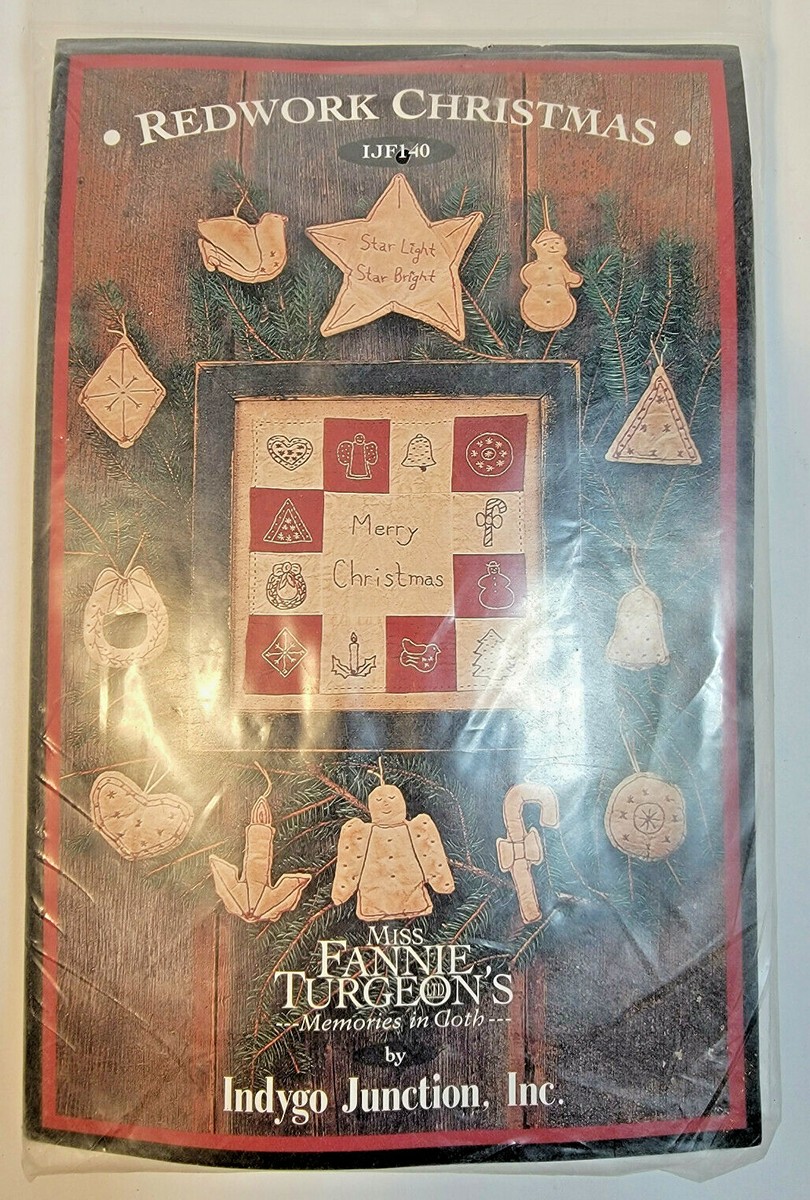 • REDWORK CHRISTMAS •
IJF140
Star Light
Star Bright
Merry
Christmas
MISS
FANNIE
TURGEON'S
---Memories in Cloth---
by
Indygo Junction, Inc.